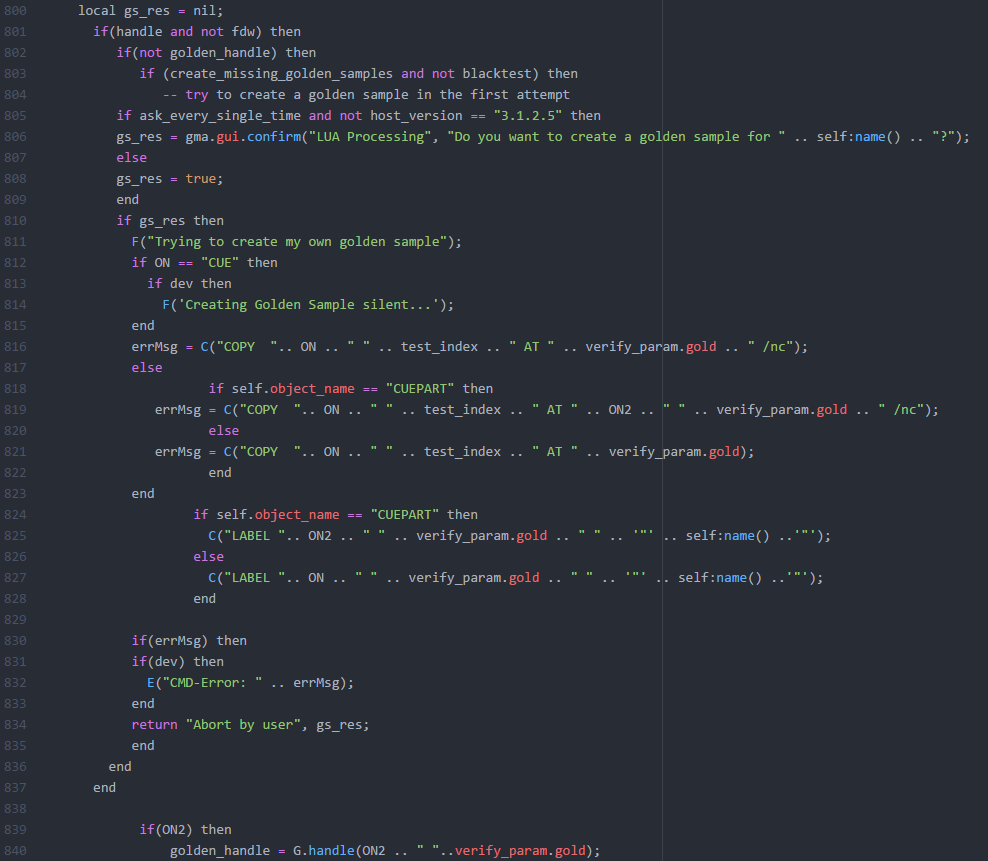 800 local gs_res = nil;
801 if(handle and not fdw) then
802 if(not golden_handle) then
803 if (create_missing_golden_samples and not blacktest) then
804 -- try to create a golden sample in the first attempt
805 if ask_every_single_time and not host_version == "3.1.2.5" then
806 gs_res = gma.gui.confirm("LUA Processing", "Do you want to create a golden sample for " .. self:name() .. "?");
807 else
808 gs_res = true;
809 end
810 if gs_res then
811 F("Trying to create my own golden sample");
812 if ON == "CUE" then
813 if dev then
814 F('Creating Golden Sample silent...');
815 end
816 errMsg = C("COPY  ".. ON .. " " .. test_index .. " AT " .. verify_param.gold .. " /nc");
817 else
818 if self.object_name == "CUEPART" then
819 errMsg = C("COPY  ".. ON .. " " .. test_index .. " AT " .. ON2 .. " " .. verify_param.gold .. " /nc");
820 else
821 errMsg = C("COPY  ".. ON .. " " .. test_index .. " AT " .. verify_param.gold);
822 end
823 end
824 if self.object_name == "CUEPART" then
825 C("LABEL ".. ON2 .. " " .. verify_param.gold .. " " .. '"' .. self:name() ..'"');
826 else
827 C("LABEL ".. ON .. " " .. verify_param.gold .. " " .. '"' .. self:name() ..'"');
828 end
829
830 if(errMsg) then
831 if(dev) then
832 E("CMD-Error: " .. errMsg);
833 end
834 return "Abort by user", gs_res;
835 end
836 end
837 end
838
839 if(ON2) then
840 golden_handle = G.handle(ON2 .. " "..verify_param.gold);